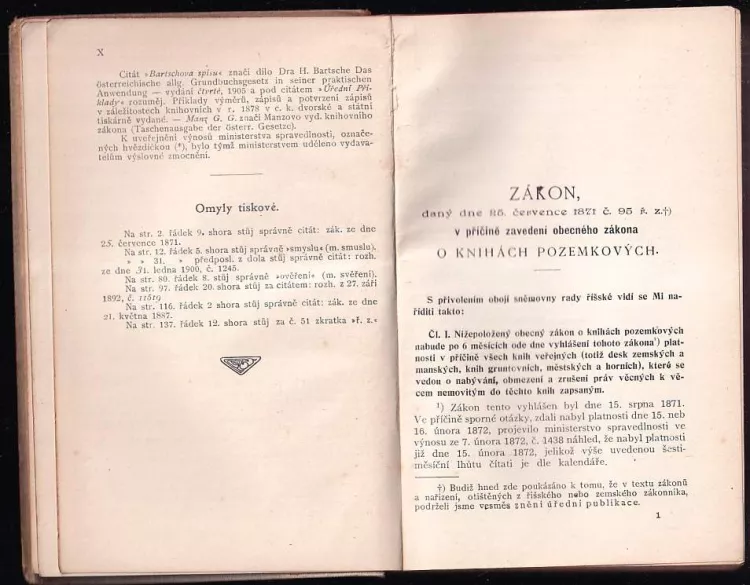 X
Citát »Bartschova spisu« značí dílo Dra H. Bartsche Das
österreichische allg. Grundbuchsgesetz in seiner praktischen
Anwendung — vydání čtvrté, 1905 a pod citátem »Úřední Pří-
klady« rozuměj. Příklady výměrů, zápisů a potvrzení zápisů
v záležitostech knihovních v r. 1878 v c. k. dvorské a státní
tiskárně vydané. — Manz G. G. značí Manzovo vyd. knihovního
zákona (Taschenausgabe der österr. Gesetze).
K uveřejnění výnosů ministerstva spravedlnosti, označe-
ných hvězdičkou (*), bylo týmž ministerstvem uděleno vydava-
telům výslovné zmocnění.
Omyly tiskové.
Na str. 2. řádek 9. shora stůj správně citát: zák. ze dne
25. července 1871.
Na str. 12. řádek 5. shora stůj správně »smyslu« (m. smuslu).
» » 31. » předposl. z dola stůj správně citát: rozh.
ze dne 31. ledna 1900, č. 1245.
Na str. 80. řádek 8. stůj správně »ověření« (m. svěření).
Na str. 97. řádek 20. shora stůj za citátem: rozh. z 27. září
1892, č. 11619
Na str. 116. řádek 2 shora stůj správně citát: zák. ze dne
21. května 1887.
Na str. 137. řádek 12. shora stůj za č. 51 zkratka »ř. z.«
ZÁKON,
daný dne 25. července 1871 č. 95 ř. z.†)
v příčině zavedení obecného zákona
O KNIHÁCH POZEMKOVÝCH.
S přivolením obojí sněmovny rady říšské vidí se Mi na-
říditi takto:
Čl. I. Nížepoložený obecný zákon o knihách pozemkových
nabude po 6 měsících ode dne vyhlášení tohoto zákona¹) plat-
nosti v příčině všech knih veřejných (totiž desk zemských a
manských, knih gruntovních, městských a horních), které se
vedou o nabývání, obmezení a zrušení práv věcných k vě-
cem nemovitým do těchto knih zapsaným.
¹) Zákon tento vyhlášen byl dne 15. srpna 1871.
Ve příčině sporné otázky, zdali nabyl platnosti dne 15. neb
16. února 1872, projevilo ministerstvo spravedlnosti ve
výnosu ze 7. února 1872, č. 1438 náhled, že nabyl platnosti
již dne 15. února 1872, jelikož výše uvedenou šesti-
měsíční lhůtu čítati je dle kalendáře.
†) Budiž hned zde poukázáno k tomu, že v textu zákonů
a nařízení, otištěných z říšského nebo zemského zákonníka,
podrželi jsme vesměs znění úřední publikace.
1